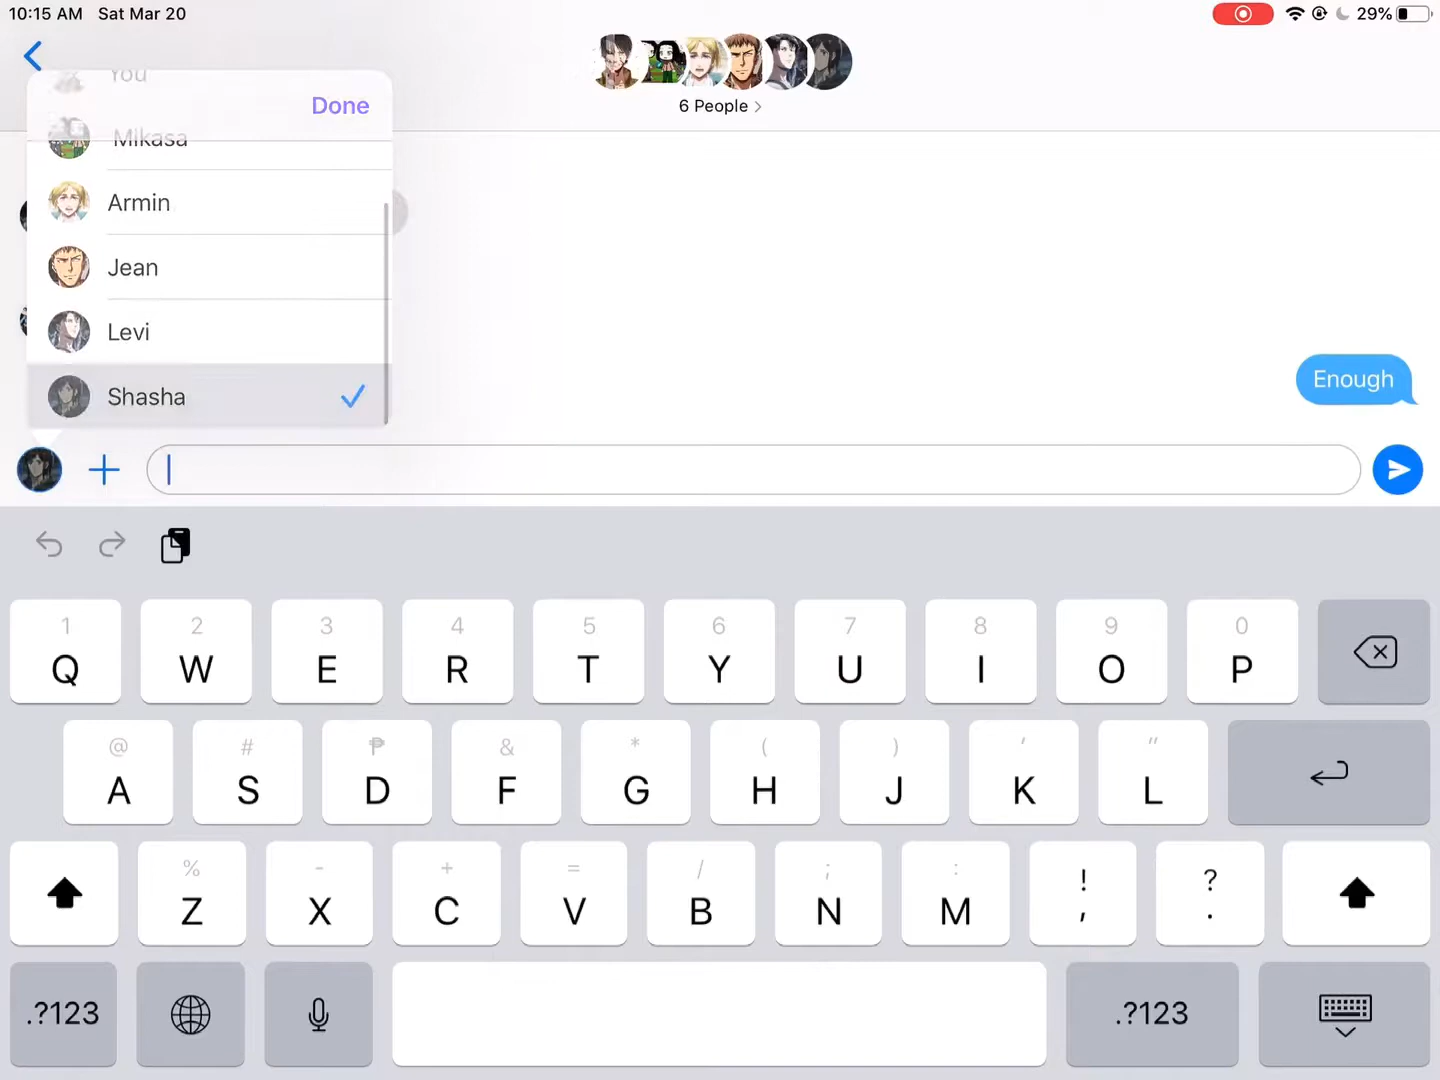 10:15 AM Sat Mar 20
29%
6 People >
You
Done
Mikasa
Armin
Jean
Levi
Shasha
Enough
1 2 3 4 5 6 7 8 9 0
Q W E R T Y U I O P
@ # ₱ & * ( ) ' "
A S D F G H J K L
% - + = / ; : ! ?
Z X C V B N M , .
.?123 .?123